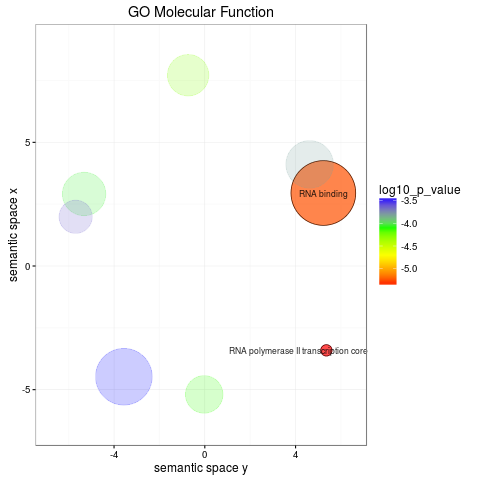 GO Molecular Function
semantic space x
5
0
-5
-4
0
4
semantic space y
RNA binding
RNA polymerase II transcription core
log10_p_value
-3.5
-4.0
-4.5
-5.0